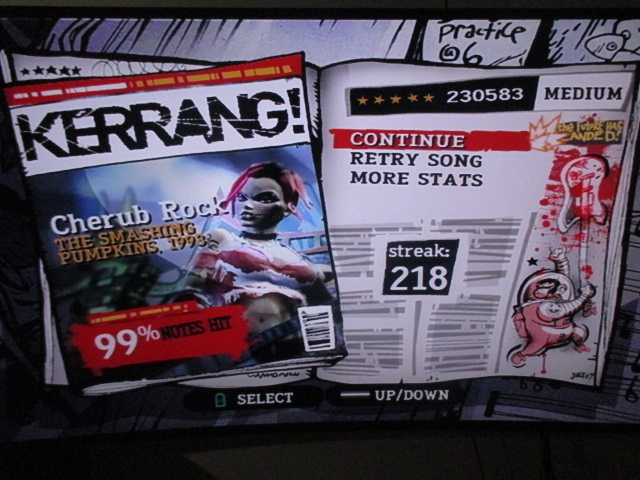 practice
@6
KERRANG!
230583 MEDIUM
CONTINUE
RETRY SONG
MORE STATS
Cherub Rock
THE SMASHING
PUMPKINS, 1993
streak:
218
99% NOTES HIT
SELECT
UP/DOWN